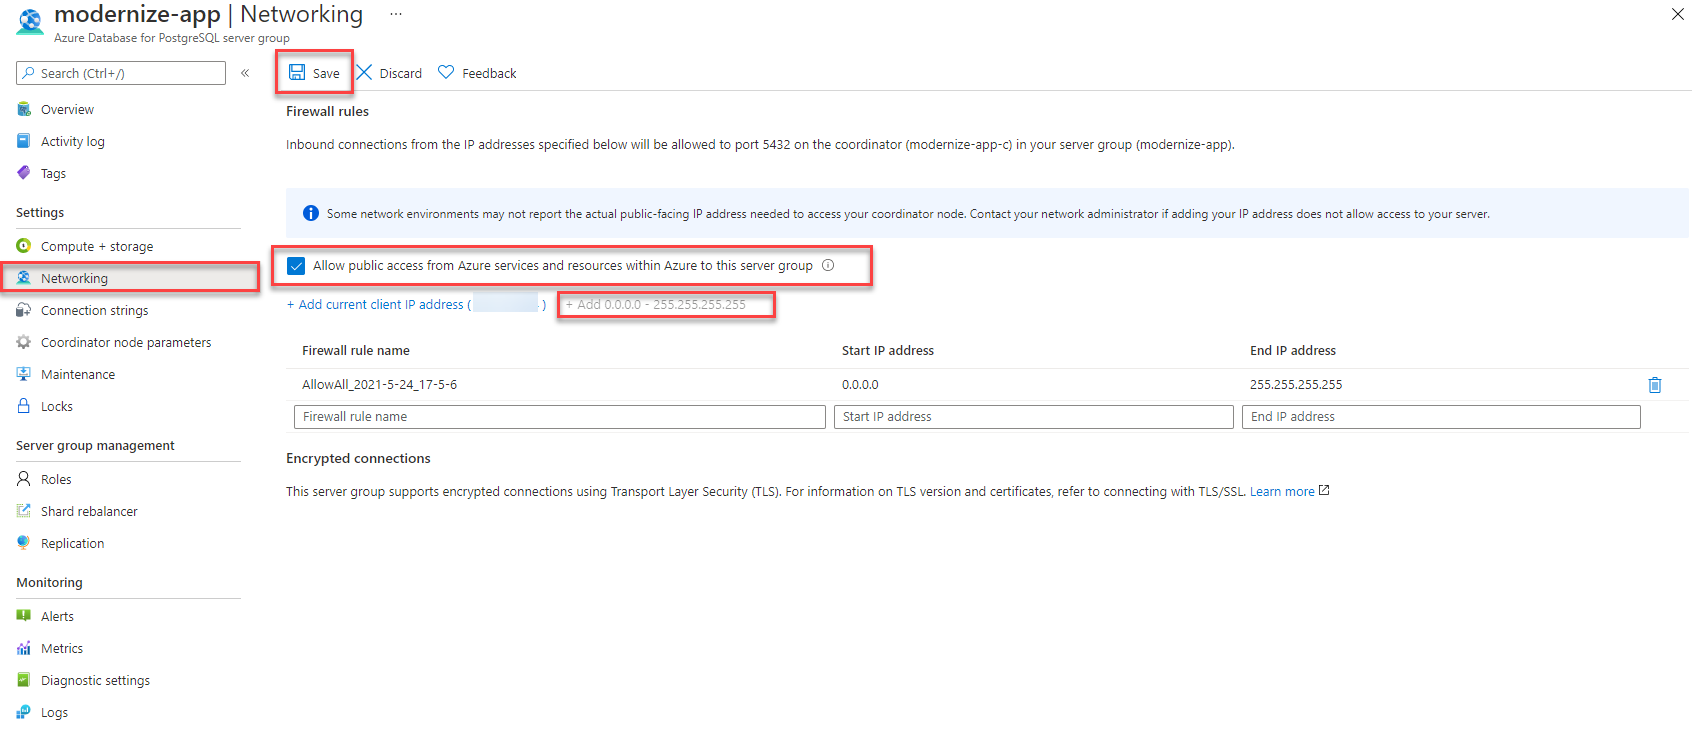 modernize-app | Networking ...
Azure Database for PostgreSQL server group
Search (Ctrl+/) «
Overview
Activity log
Tags
Settings
Compute + storage
Networking
Connection strings
Coordinator node parameters
Maintenance
Locks
Server group management
Roles
Shard rebalancer
Replication
Monitoring
Alerts
Metrics
Diagnostic settings
Logs
Save Discard Feedback
Firewall rules
Inbound connections from the IP addresses specified below will be allowed to port 5432 on the coordinator (modernize-app-c) in your server group (modernize-app).
Some network environments may not report the actual public-facing IP address needed to access your coordinator node. Contact your network administrator if adding your IP address does not allow access to your server.
Allow public access from Azure services and resources within Azure to this server group
+ Add current client IP address ( ) + Add 0.0.0.0 - 255.255.255.255
Firewall rule name Start IP address End IP address
AllowAll_2021-5-24_17-5-6 0.0.0.0 255.255.255.255
Firewall rule name Start IP address End IP address
Encrypted connections
This server group supports encrypted connections using Transport Layer Security (TLS). For information on TLS version and certificates, refer to connecting with TLS/SSL. Learn more